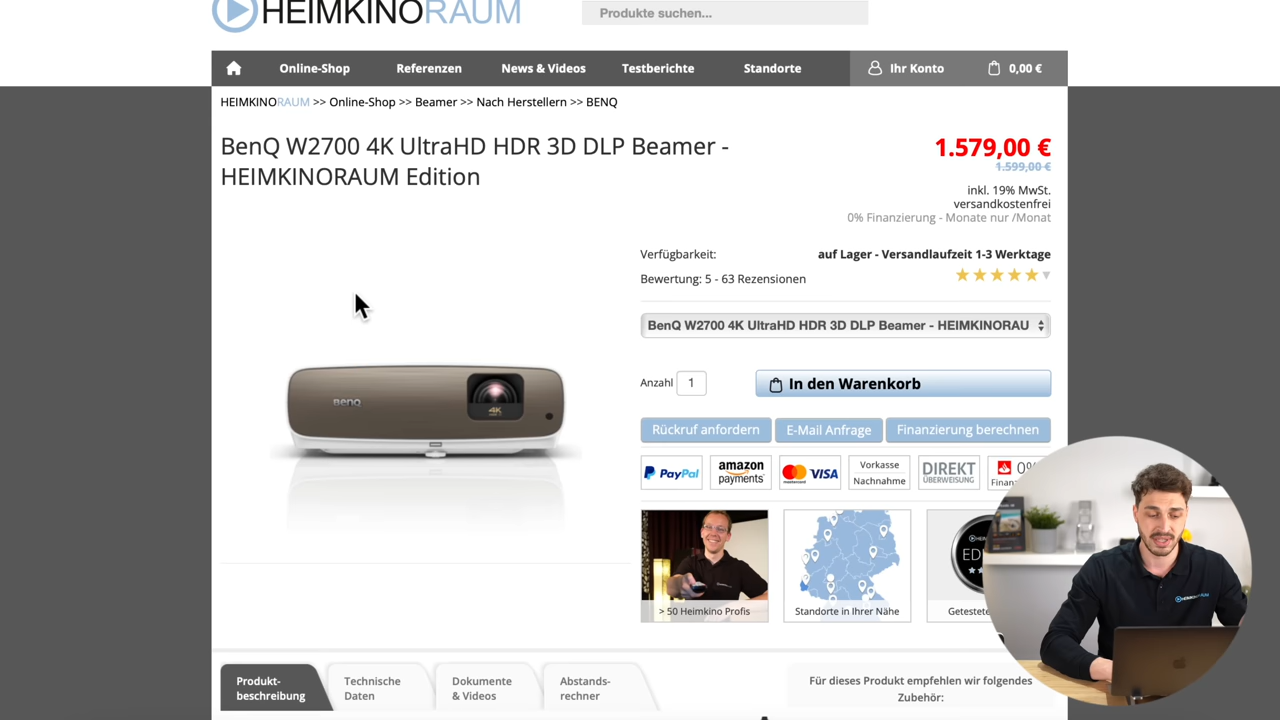 HEIMKINORAUM
Produkte suchen...
Online-Shop
Referenzen
News & Videos
Testberichte
Standorte
Ihr Konto
0,00 €
HEIMKINORAUM >> Online-Shop >> Beamer >> Nach Herstellern >> BENQ
BenQ W2700 4K UltraHD HDR 3D DLP Beamer -
HEIMKINORAUM Edition
1.579,00 €
1.599,00 €
inkl. 19% MwSt.
versandkostenfrei
0% Finanzierung - Monate nur /Monat
Verfügbarkeit:
auf Lager - Versandlaufzeit 1-3 Werktage
Bewertung: 5 - 63 Rezensionen
BenQ W2700 4K UltraHD HDR 3D DLP Beamer - HEIMKINORAU
Anzahl
1
In den Warenkorb
BenQ
4K
Rückruf anfordern
E-Mail Anfrage
Finanzierung berechnen
PayPal
amazon
payments
mastercard
VISA
Vorkasse
Nachnahme
DIREKT
ÜBERWEISUNG
0%
Finanz
> 50 Heimkino Profis
Standorte in Ihrer Nähe
Getestete
HEIMKINORAUM
Produkt-
beschreibung
Technische
Daten
Dokumente
& Videos
Abstands-
rechner
Für dieses Produkt empfehlen wir folgendes
Zubehör: